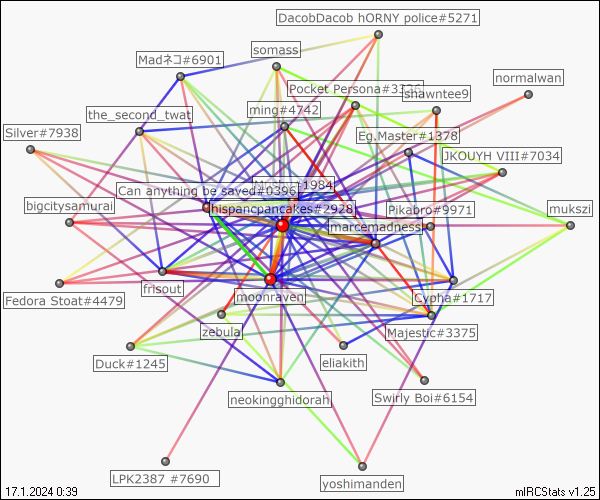 DacobDacob hORNY police#5271
somass
Madネコ#6901
Pocket Persona#
normalwan
shawntee9
ming#4742
the_second_twat
Silver#7938
Eg.Master#1378
JKOUYH VIII#7034
1984
Can anything be saved#0396
bigcitysamurai
hispancpancakes#2928
Pikabro#9971
mukszi
marcemadness
frisout
moonraven
Fedora Stoat#4479
Cypha#1717
zebula
Majestic#3375
Duck#1245
eliakith
neokingghidorah
Swirly Boi#6154
LPK2387 #7690
yoshimanden
17.1.2024 0:39
mIRCStats v1.25